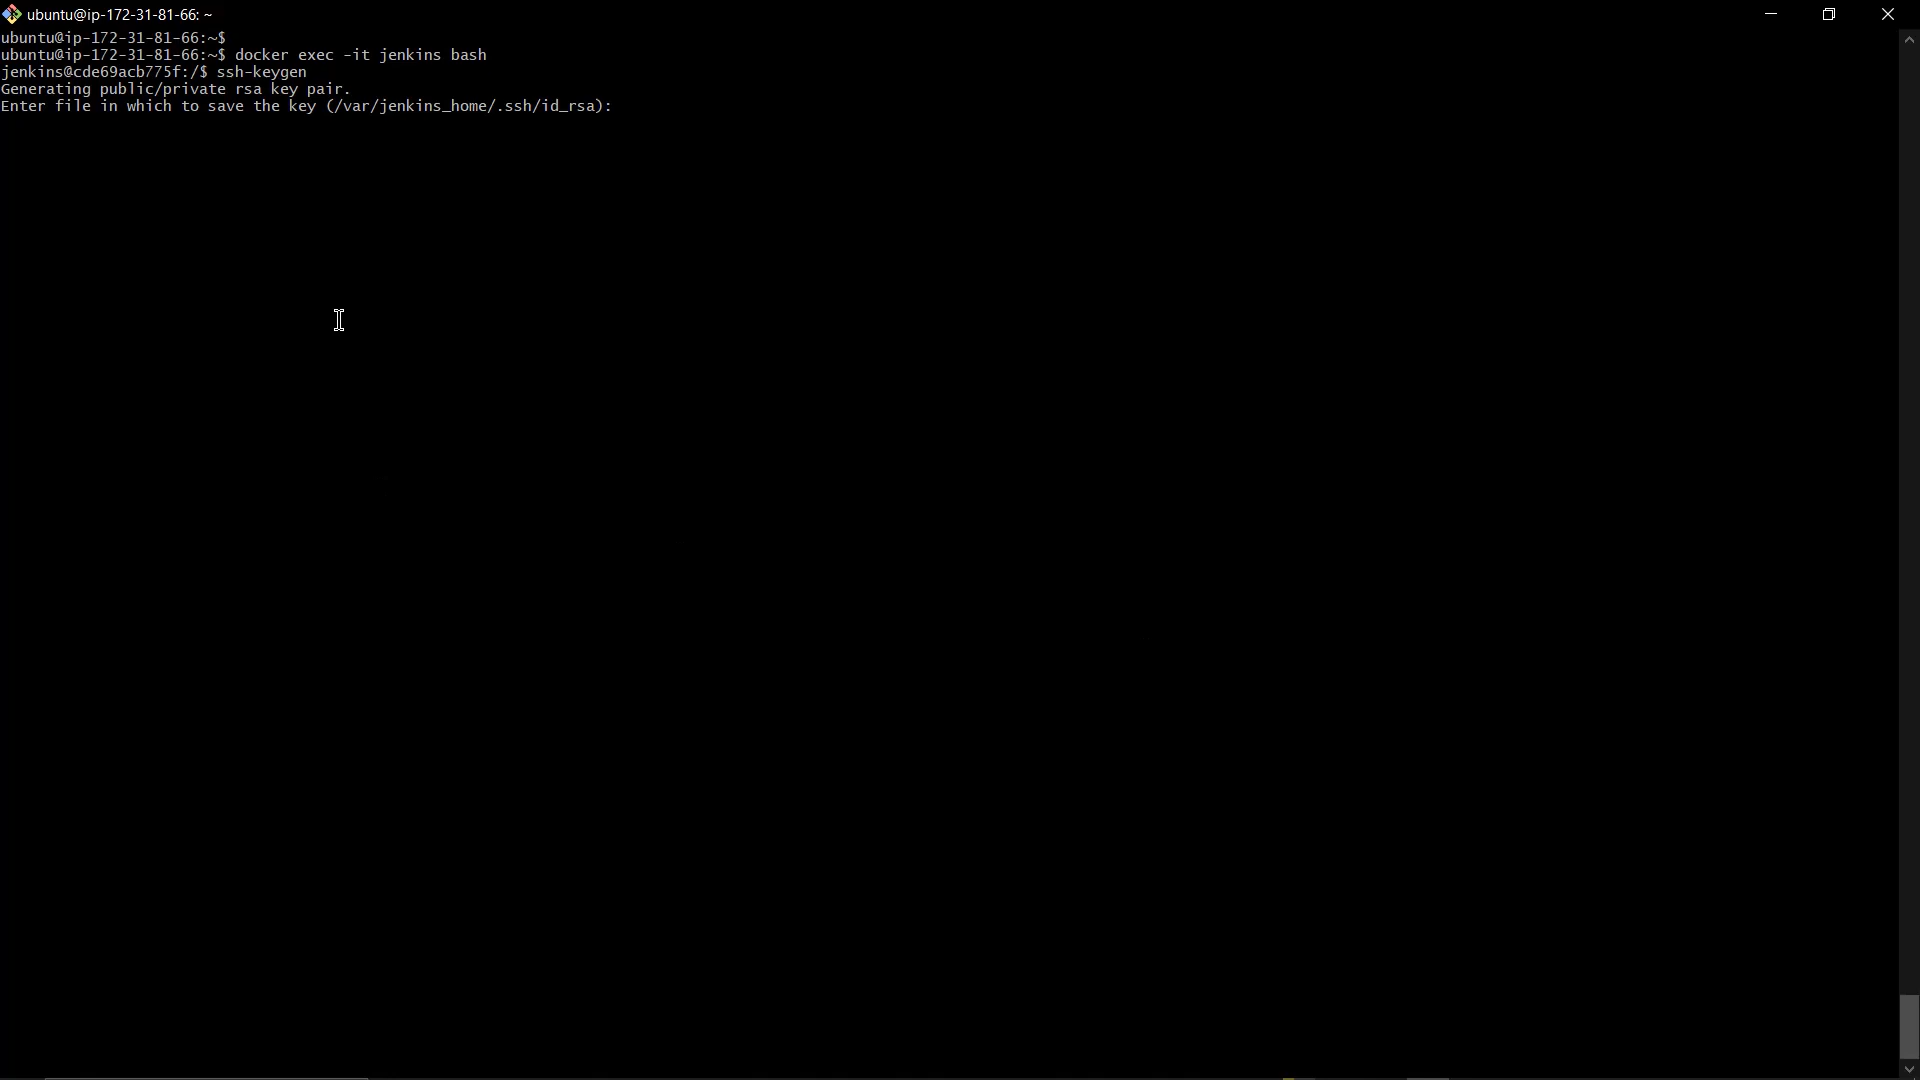 ubuntu@ip-172-31-81-66: ~
ubuntu@ip-172-31-81-66:~$
ubuntu@ip-172-31-81-66:~$ docker exec -it jenkins bash
jenkins@cde69acb775f:/$ ssh-keygen
Generating public/private rsa key pair.
Enter file in which to save the key (/var/jenkins_home/.ssh/id_rsa):